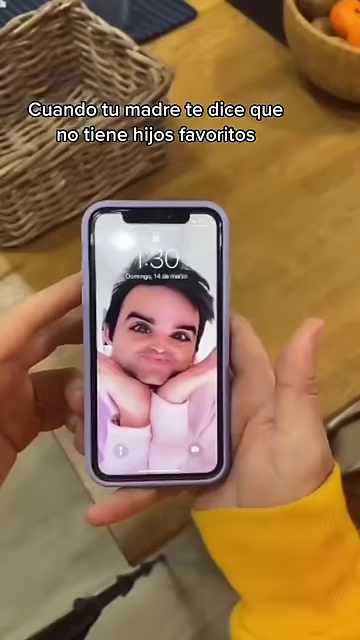 Cuando tu madre te dice que
no tiene hijos favoritos
1:30
Domingo, 14 de marzo